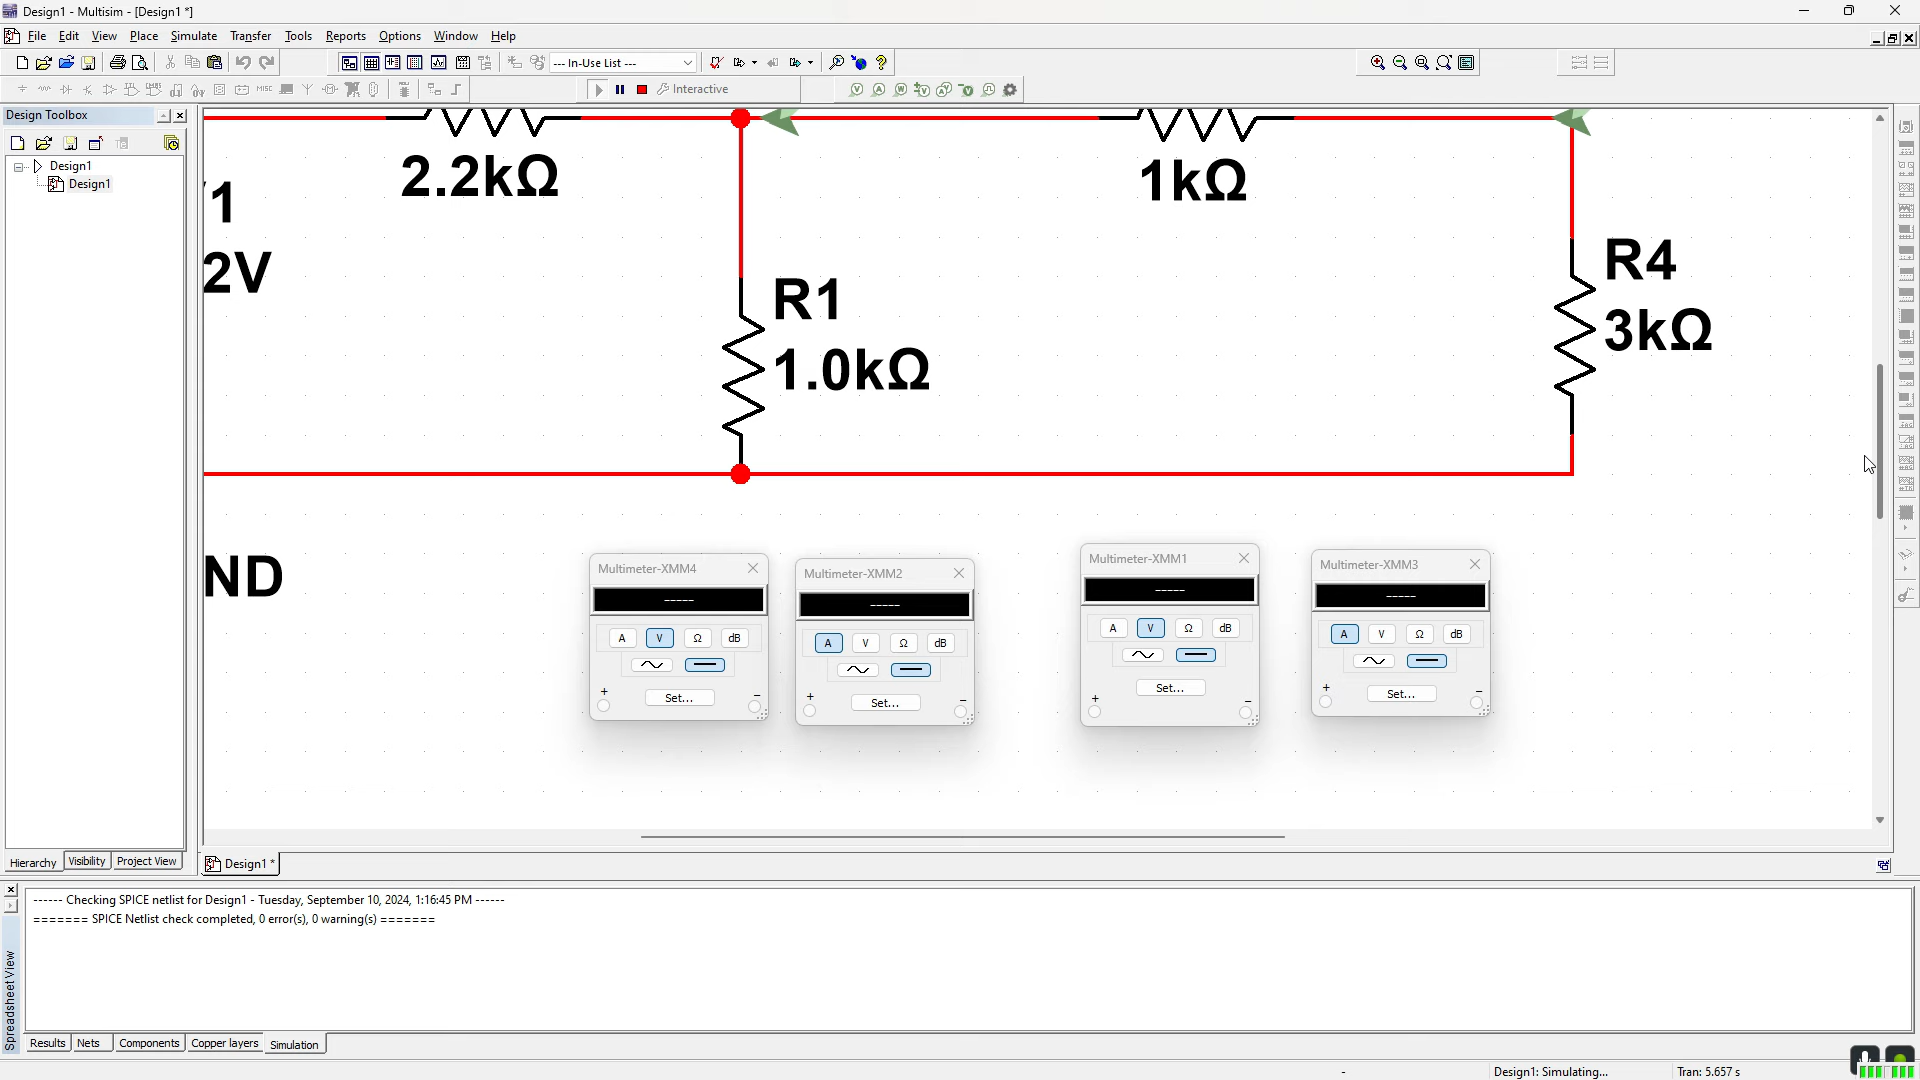 Design1 - Multisim - [Design1 *]
File Edit View Place Simulate Transfer Tools Reports Options Window Help
--- In-Use List ---
Interactive
Design Toolbox
Design1
Design1
2.2kΩ
1kΩ
1
2V
R1
1.0kΩ
R4
3kΩ
ND
Multimeter-XMM4
-----
A V Ω dB
+ Set... -
Multimeter-XMM2
-----
A V Ω dB
+ Set... -
Multimeter-XMM1
-----
A V Ω dB
+ Set... -
Multimeter-XMM3
-----
A V Ω dB
+ Set... -
Hierarchy Visibility Project View
Design1 *
------ Checking SPICE netlist for Design1 - Tuesday, September 10, 2024, 1:16:45 PM ------
======= SPICE Netlist check completed, 0 error(s), 0 warning(s) =======
Spreadsheet View
Results Nets Components Copper layers Simulation
- Design1: Simulating... Tran: 5.657 s